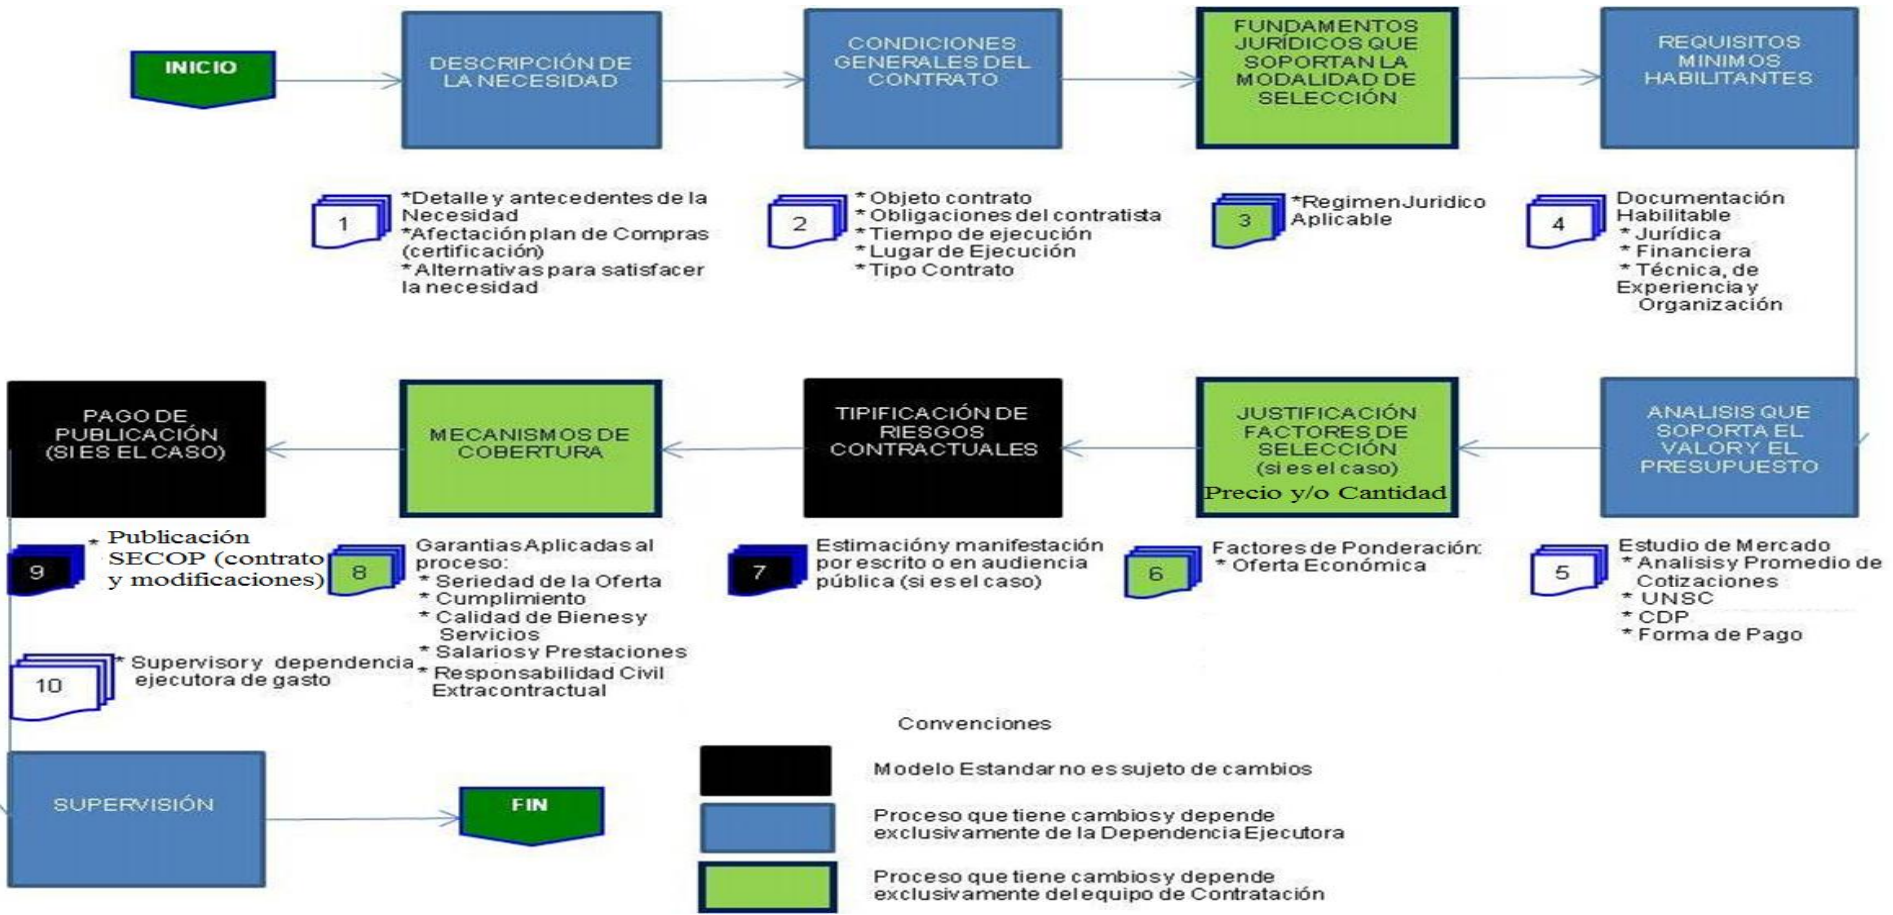 INICIO
DESCRIPCIÓN DE
LA NECESIDAD
CONDICIONES
GENERALES DEL
CONTRATO
FUNDAMENTOS
JURÍDICOS QUE
SOPORTAN LA
MODALIDAD DE
SELECCIÓN
REQUISITOS
MINIMOS
HABILITANTES
1
*Detalle y antecedentes de la
Necesidad
*Afectación plan de Compras
(certificación)
* Alternativas para satisfacer
la necesidad
2
* Objeto contrato
* Obligaciones del contratista
* Tiempo de ejecución
* Lugar de Ejecución
* Tipo Contrato
3
*Regimen Juridico
Aplicable
4
Documentación
Habilitable
* Jurídica
* Financiera
* Técnica, de
Experiencia y
Organización
PAGO DE
PUBLICACIÓN
(SI ES EL CASO)
MECANISMOS DE
COBERTURA
TIPIFICACIÓN DE
RIESGOS
CONTRACTUALES
JUSTIFICACIÓN
FACTORES DE
SELECCIÓN
(si es el caso)
Precio y/o Cantidad
ANALISIS QUE
SOPORTA EL
VALOR Y EL
PRESUPUESTO
9
* Publicación
SECOP (contrato
y modificaciones)
8
Garantias Aplicadas al
proceso:
* Seriedad de la Oferta
* Cumplimiento
* Calidad de Bienes y
Servicios
* Salarios y Prestaciones
* Responsabilidad Civil
Extracontractual
7
Estimación y manifestación
por escrito o en audiencia
pública (si es el caso)
6
Factores de Ponderación:
* Oferta Económica
5
Estudio de Mercado
* Analisis y Promedio de
Cotizaciones
* UNSC
* CDP
* Forma de Pago
10
* Supervisor y dependencia
ejecutora de gasto
SUPERVISIÓN
FIN
Convenciones
Modelo Estandar no es sujeto de cambios
Proceso que tiene cambios y depende
exclusivamente de la Dependencia Ejecutora
Proceso que tiene cambios y depende
exclusivamente del equipo de Contratación